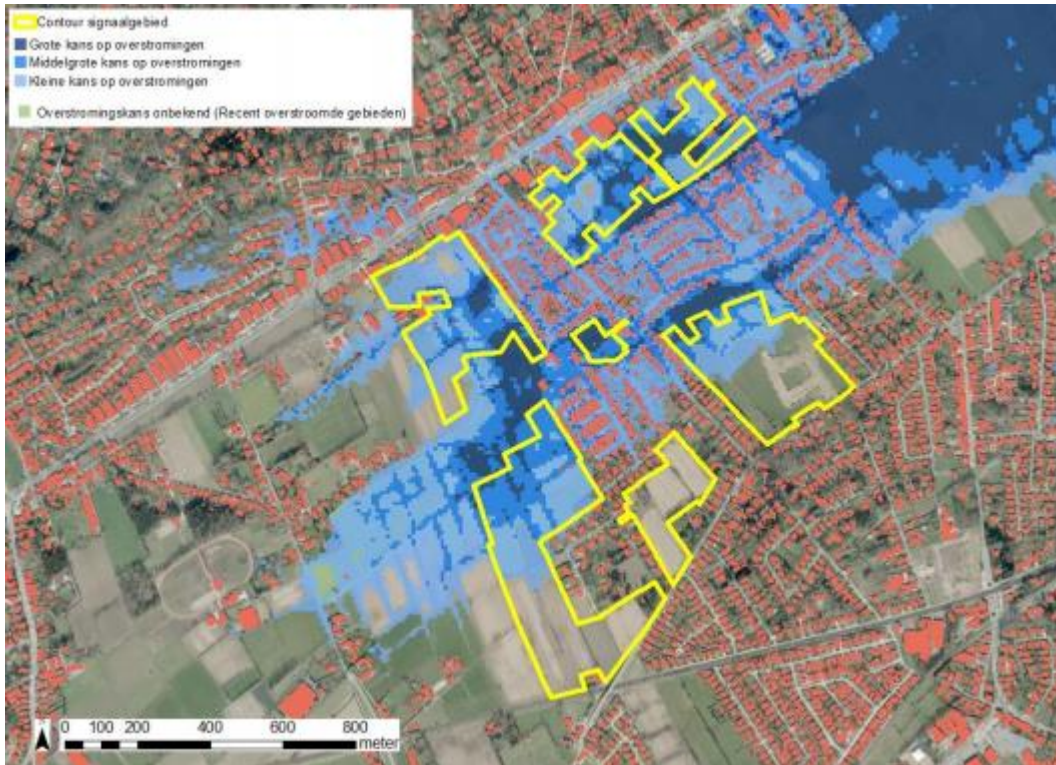 Contour signaalgebied
Grote kans op overstromingen
Middelgrote kans op overstromingen
Kleine kans op overstromingen
Overstromingskans onbekend (Recent overstroomde gebieden)
0 100 200 400 600 800
meter